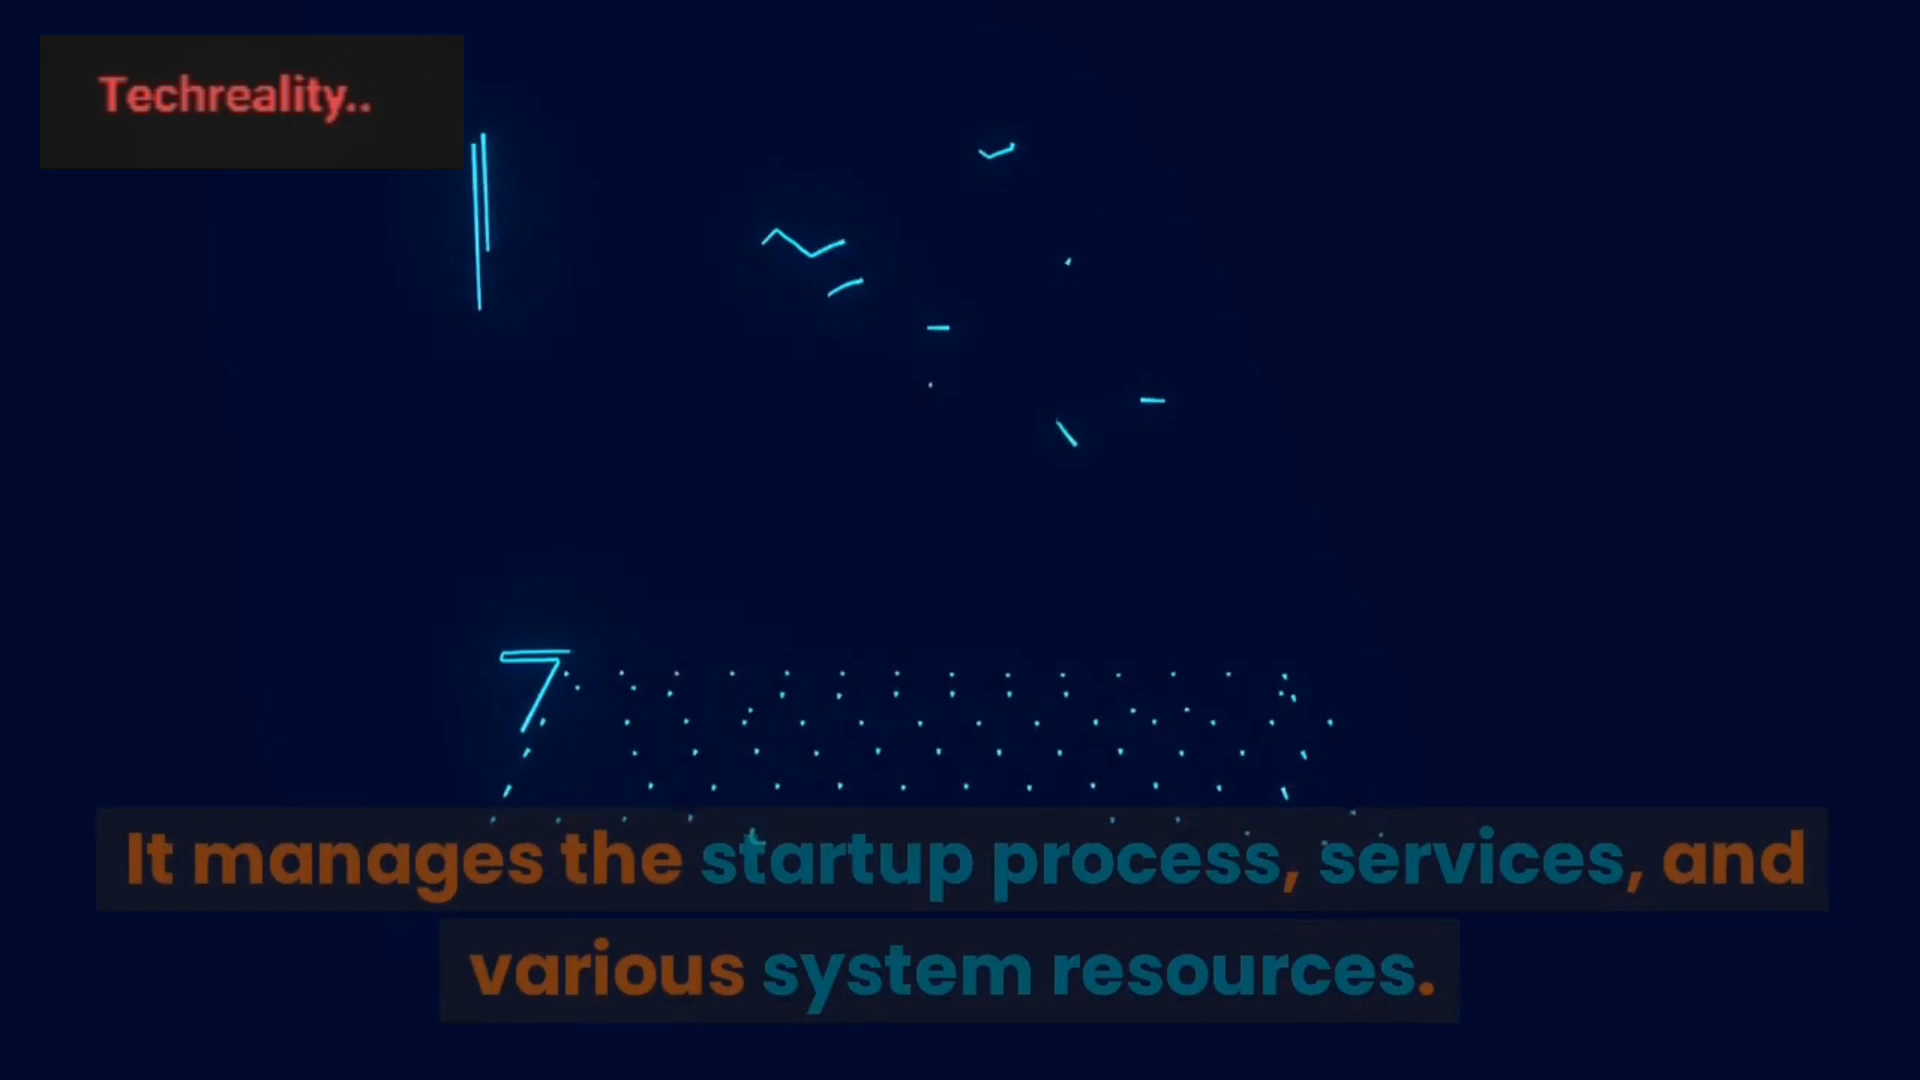 Techreality..
It manages the startup process, services, and
various system resources.